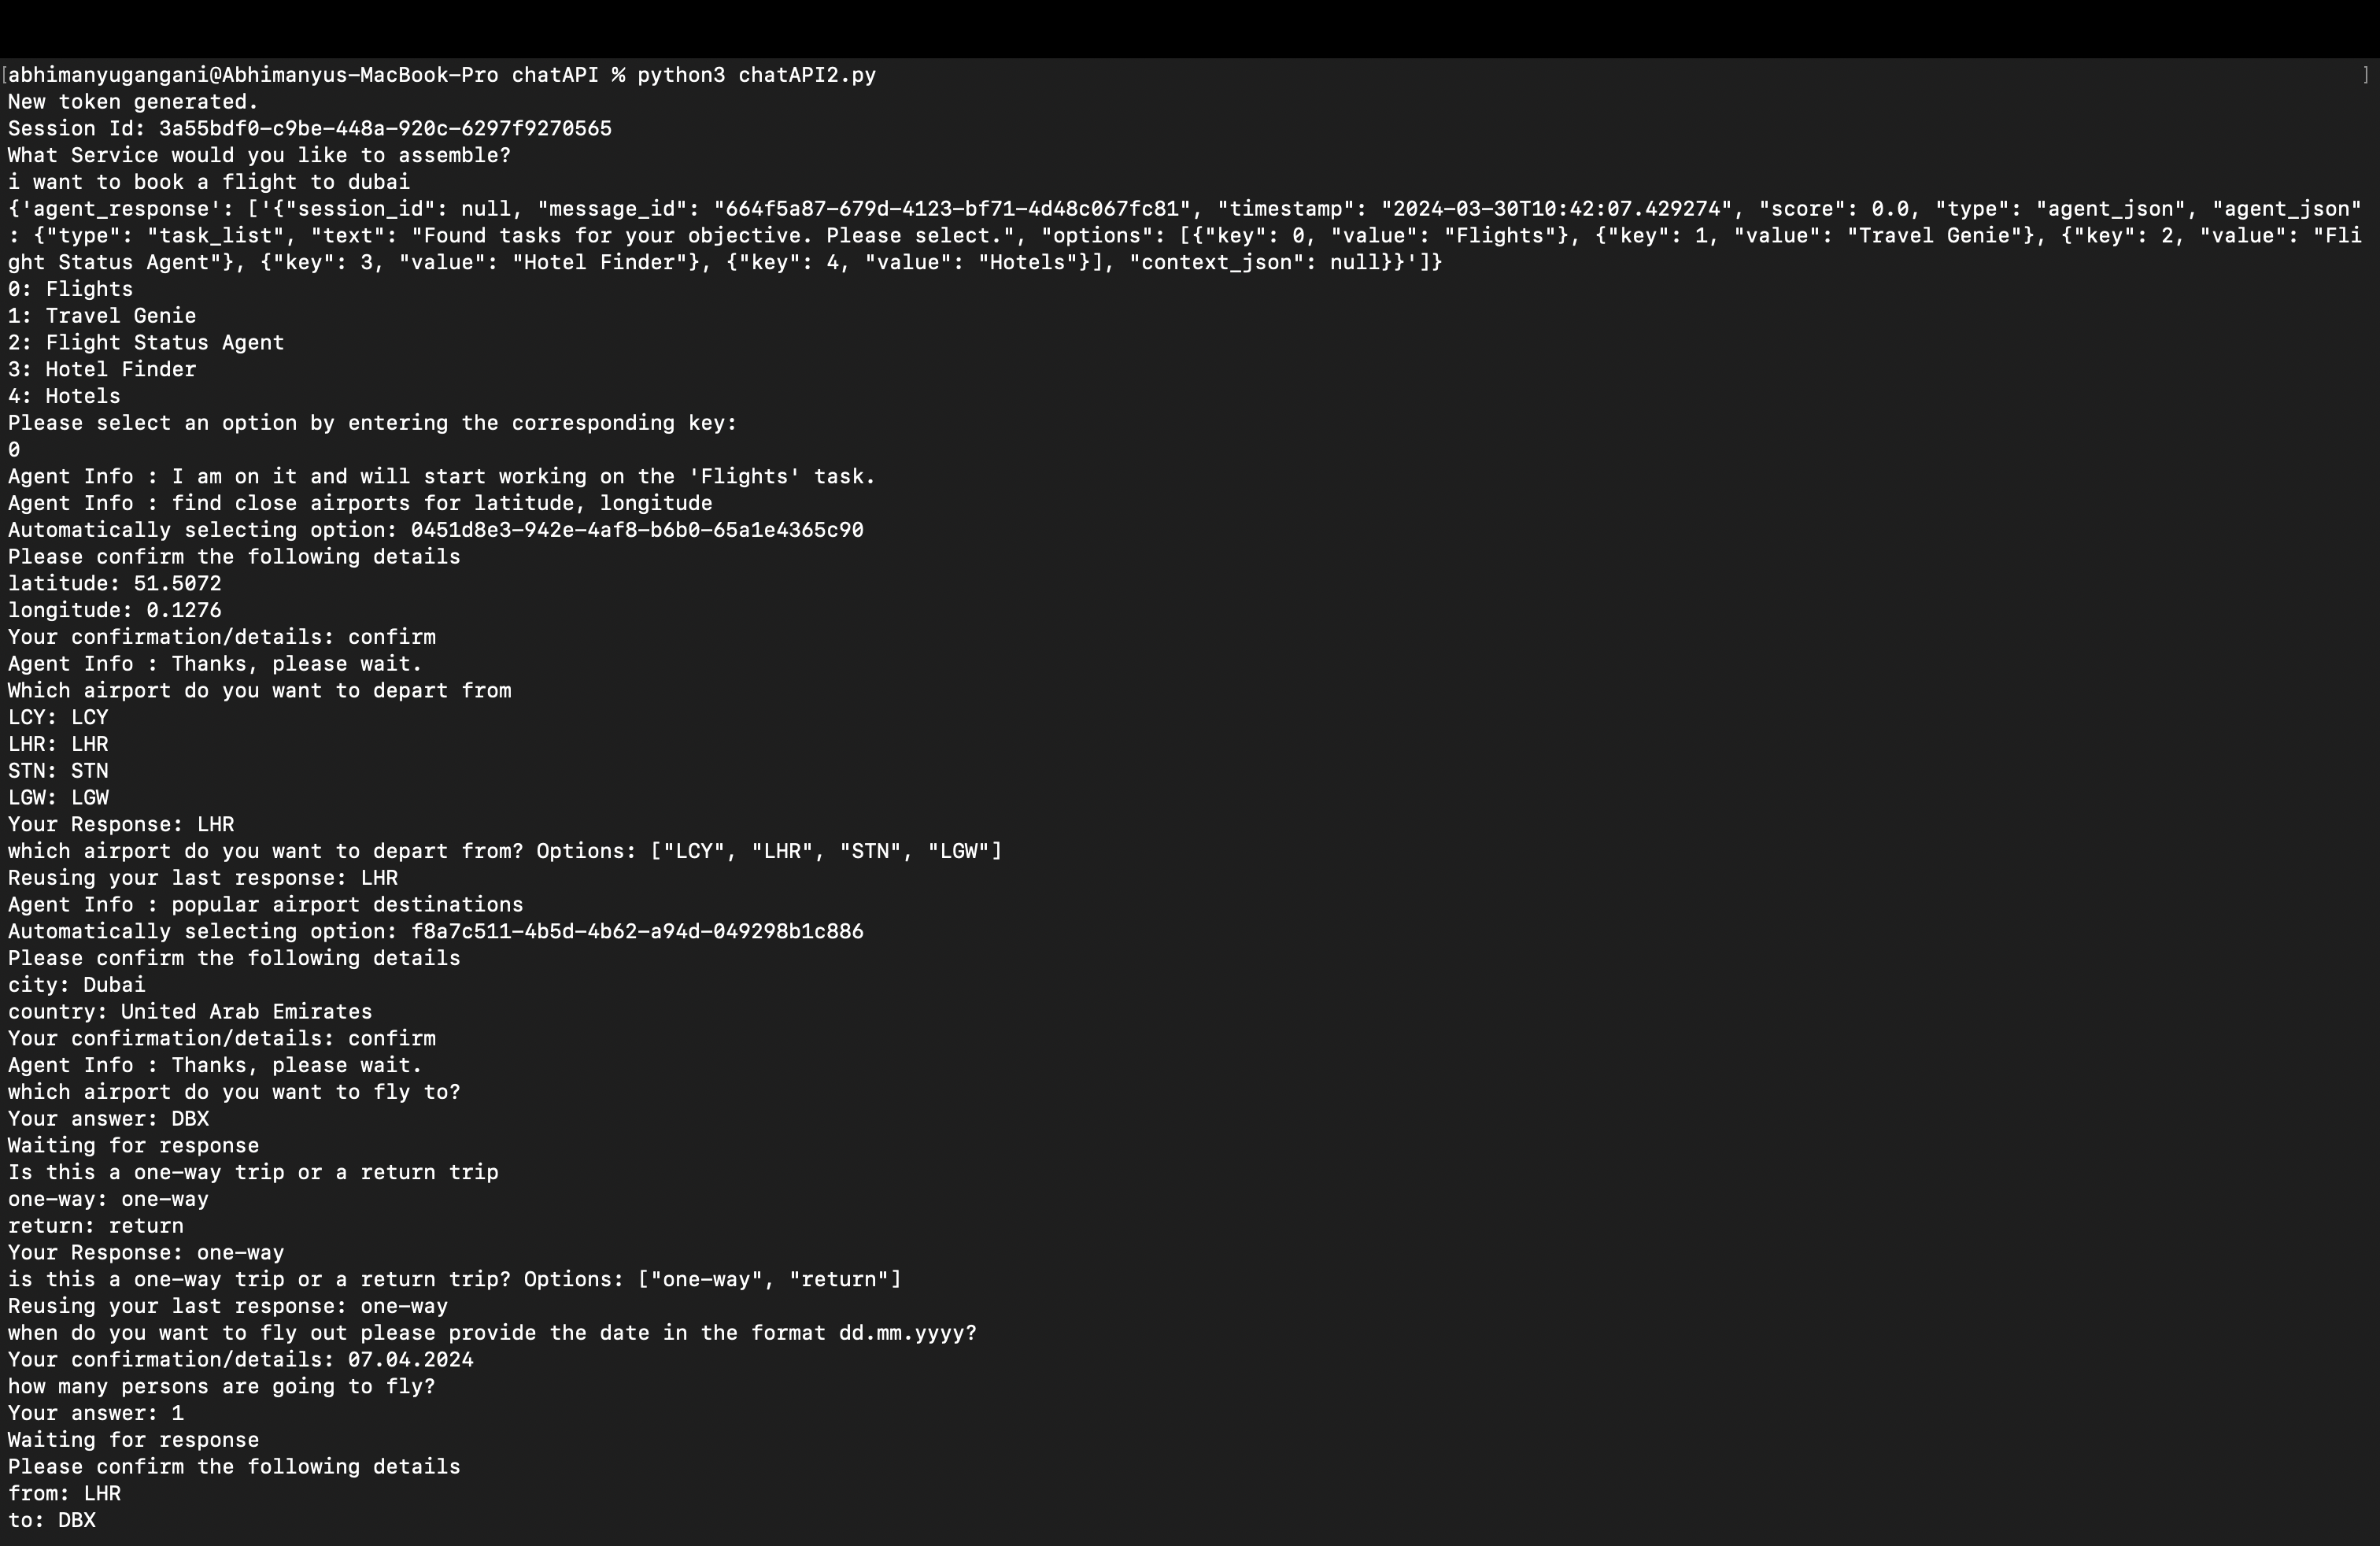 [abhimanyugangani@Abhimanyus-MacBook-Pro chatAPI % python3 chatAPI2.py ]
New token generated.
Session Id: 3a55bdf0-c9be-448a-920c-6297f9270565
What Service would you like to assemble?
i want to book a flight to dubai
{'agent_response': ['{"session_id": null, "message_id": "664f5a87-679d-4123-bf71-4d48c067fc81", "timestamp": "2024-03-30T10:42:07.429274", "score": 0.0, "type": "agent_json", "agent_json"
: {"type": "task_list", "text": "Found tasks for your objective. Please select.", "options": [{"key": 0, "value": "Flights"}, {"key": 1, "value": "Travel Genie"}, {"key": 2, "value": "Fli
ght Status Agent"}, {"key": 3, "value": "Hotel Finder"}, {"key": 4, "value": "Hotels"}], "context_json": null}}']}
0: Flights
1: Travel Genie
2: Flight Status Agent
3: Hotel Finder
4: Hotels
Please select an option by entering the corresponding key:
0
Agent Info : I am on it and will start working on the 'Flights' task.
Agent Info : find close airports for latitude, longitude
Automatically selecting option: 0451d8e3-942e-4af8-b6b0-65a1e4365c90
Please confirm the following details
latitude: 51.5072
longitude: 0.1276
Your confirmation/details: confirm
Agent Info : Thanks, please wait.
Which airport do you want to depart from
LCY: LCY
LHR: LHR
STN: STN
LGW: LGW
Your Response: LHR
which airport do you want to depart from? Options: ["LCY", "LHR", "STN", "LGW"]
Reusing your last response: LHR
Agent Info : popular airport destinations
Automatically selecting option: f8a7c511-4b5d-4b62-a94d-049298b1c886
Please confirm the following details
city: Dubai
country: United Arab Emirates
Your confirmation/details: confirm
Agent Info : Thanks, please wait.
which airport do you want to fly to?
Your answer: DBX
Waiting for response
Is this a one-way trip or a return trip
one-way: one-way
return: return
Your Response: one-way
is this a one-way trip or a return trip? Options: ["one-way", "return"]
Reusing your last response: one-way
when do you want to fly out please provide the date in the format dd.mm.yyyy?
Your confirmation/details: 07.04.2024
how many persons are going to fly?
Your answer: 1
Waiting for response
Please confirm the following details
from: LHR
to: DBX